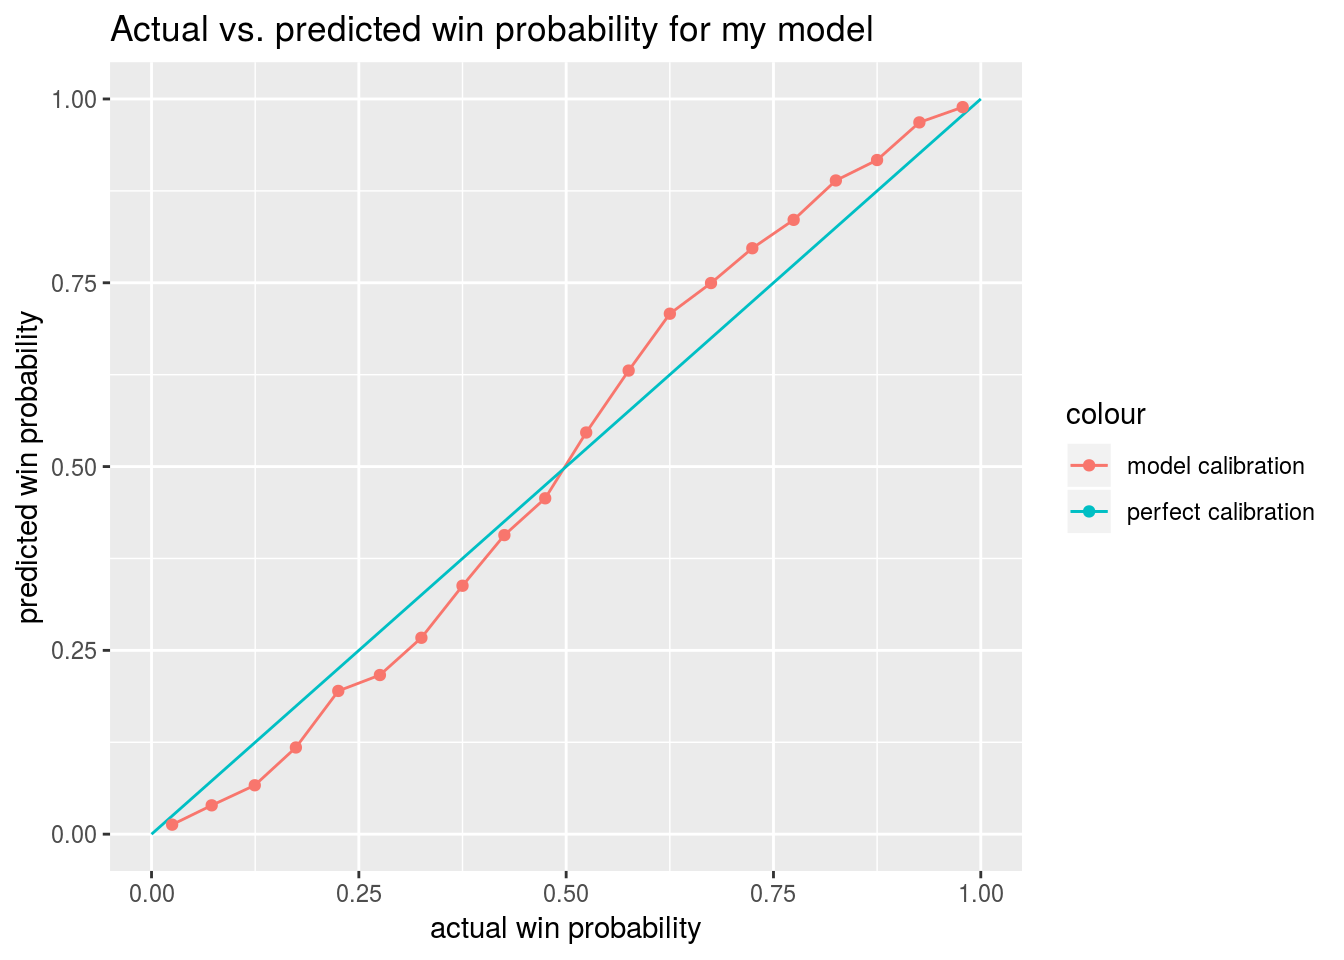 Actual vs. predicted win probability for my model
1.00
0.75
0.50
0.25
0.00
predicted win probability
0.00 0.25 0.50 0.75 1.00
actual win probability
colour
model calibration
perfect calibration